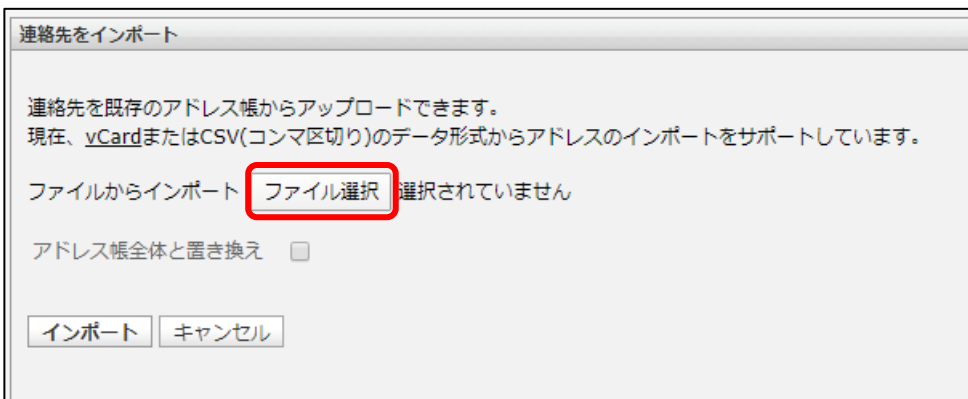 連絡先をインポート
連絡先を既存のアドレス帳からアップロードできます。
現在、vCardまたはCSV(コンマ区切り)のデータ形式からアドレスのインポートをサポートしています。
ファイルからインポート ファイル選択 選択されていません
アドレス帳全体と置き換え
インポート キャンセル